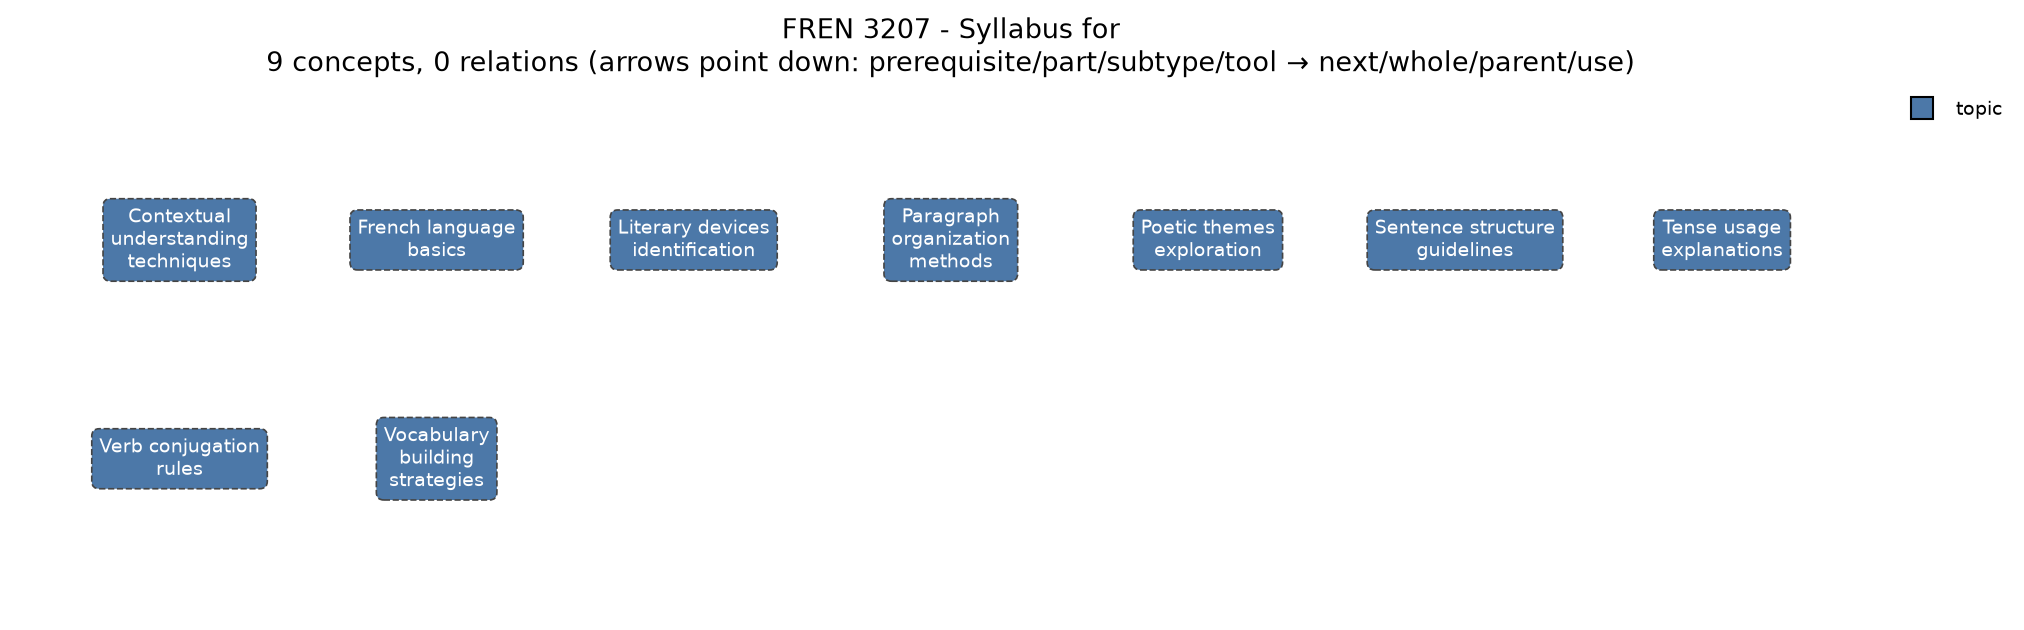 FREN 3207 - Syllabus for
9 concepts, 0 relations (arrows point down: prerequisite/part/subtype/tool → next/whole/parent/use)
topic
Contextual
understanding
techniques
French language
basics
Literary devices
identification
Paragraph
organization
methods
Poetic themes
exploration
Sentence structure
guidelines
Tense usage
explanations
Verb conjugation
rules
Vocabulary
building
strategies